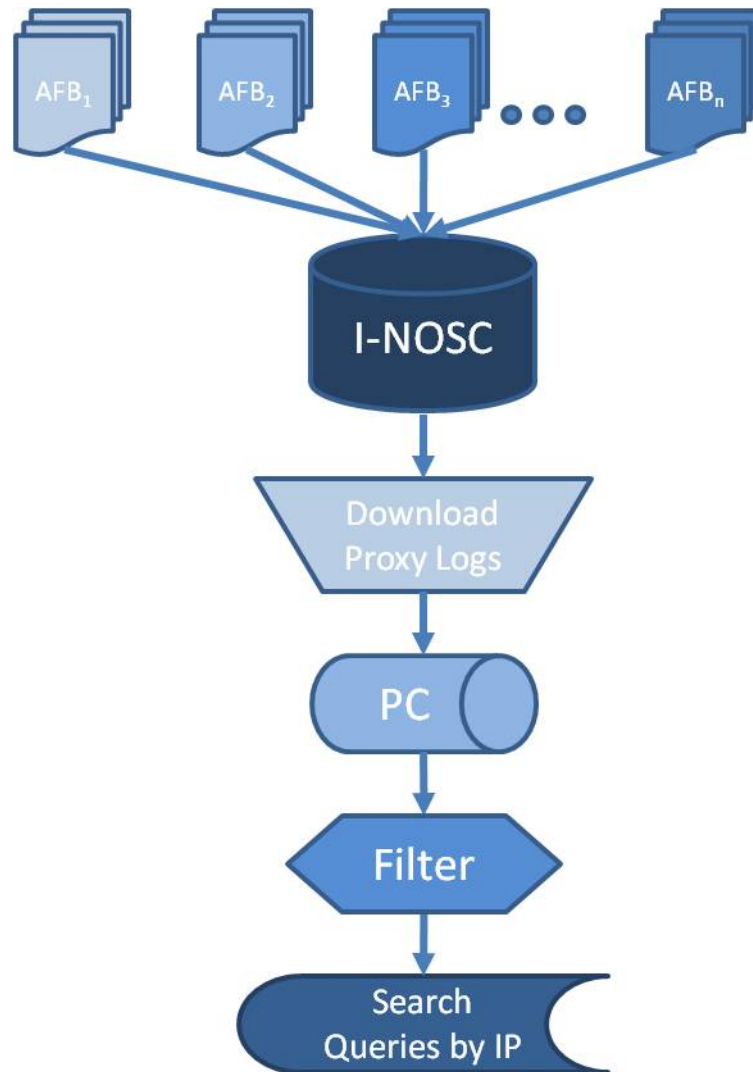 AFB₁ AFB₂ AFB₃ AFBₙ
I-NOSC
Download
Proxy Logs
PC
Filter
Search
Queries by IP